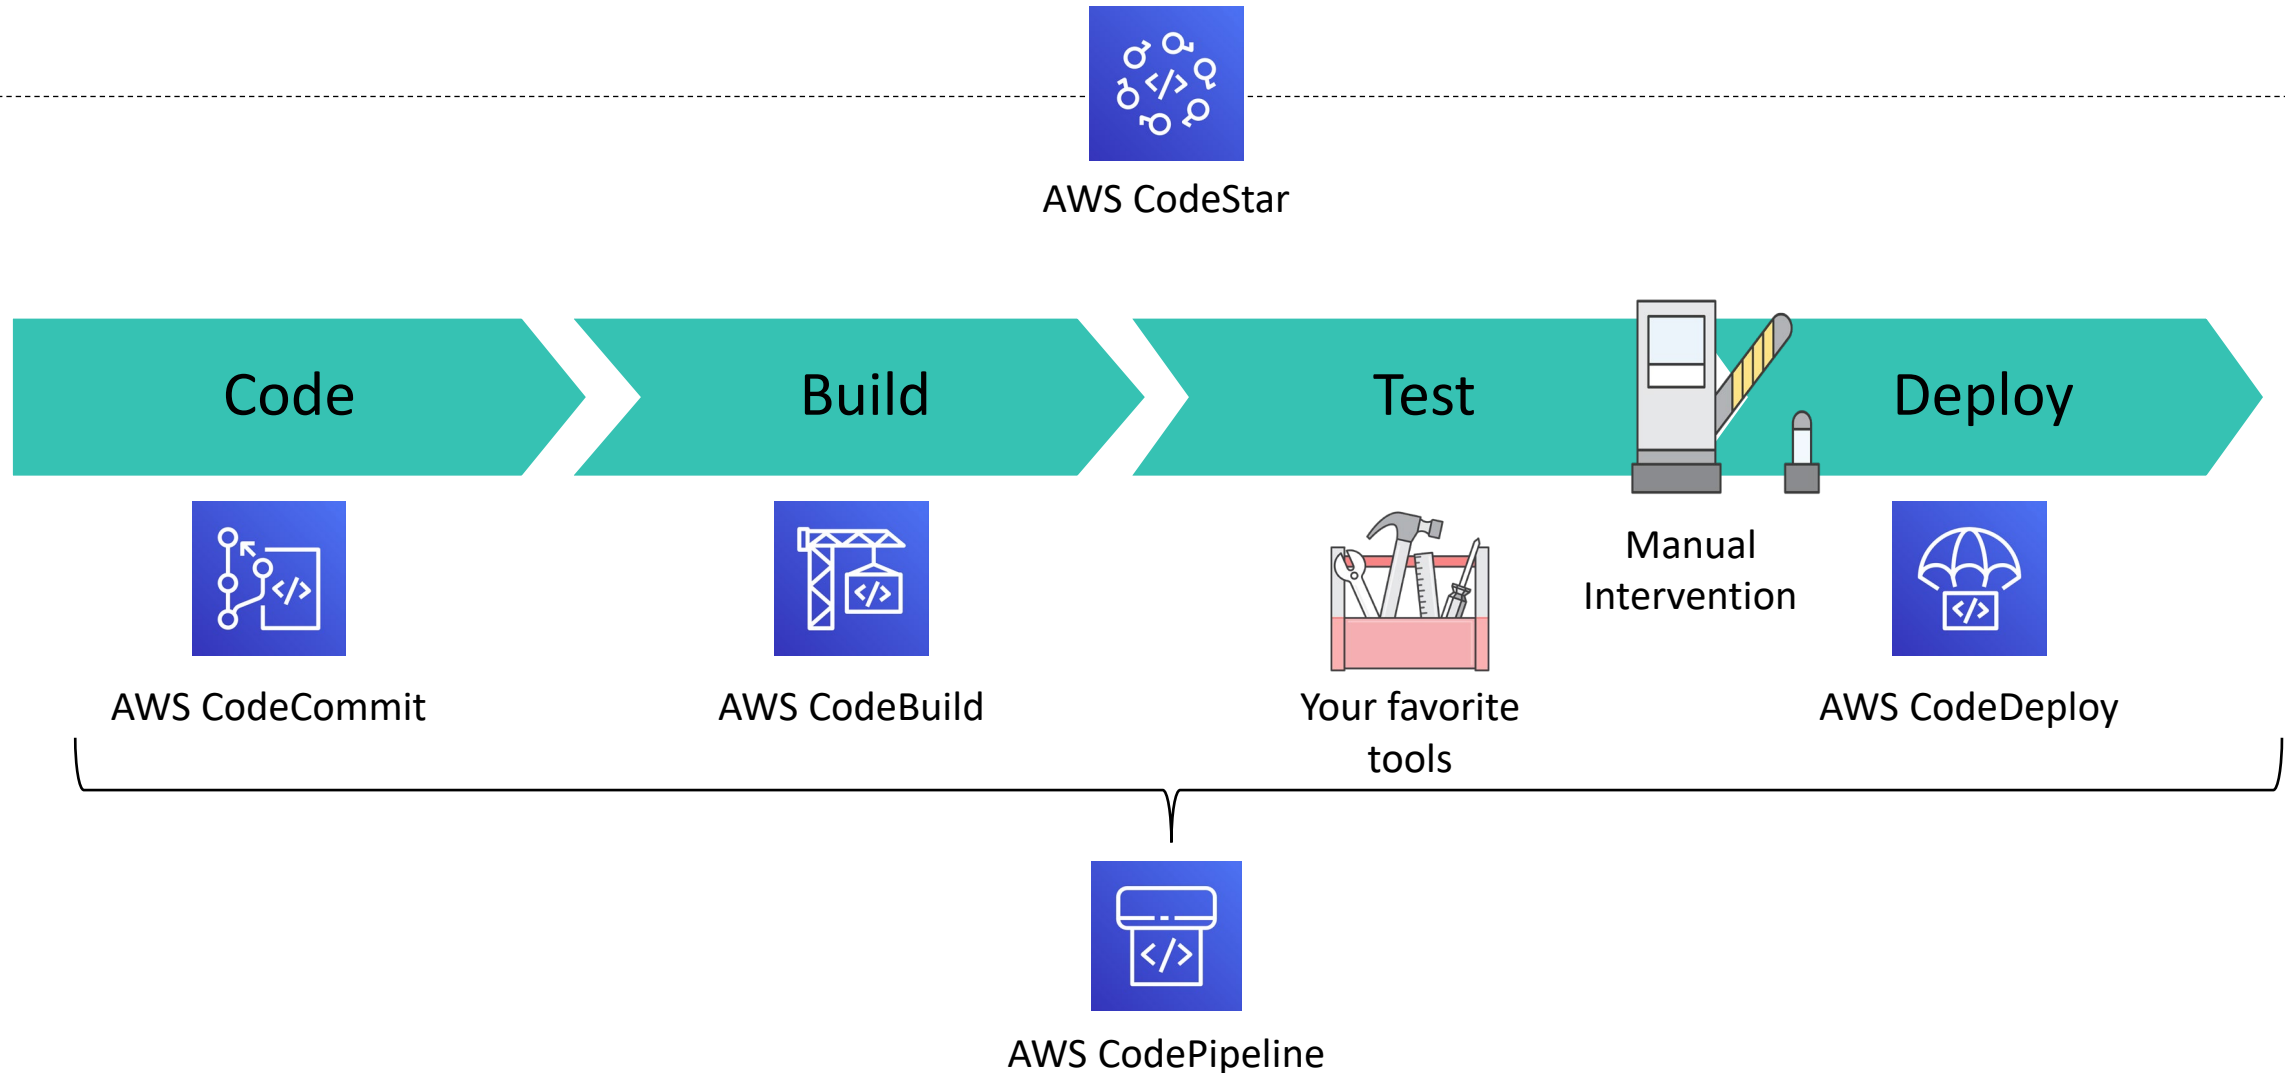 AWS CodeStar
Code
Build
Test
Deploy
AWS CodeCommit
AWS CodeBuild
Your favorite
tools
Manual
Intervention
AWS CodeDeploy
AWS CodePipeline